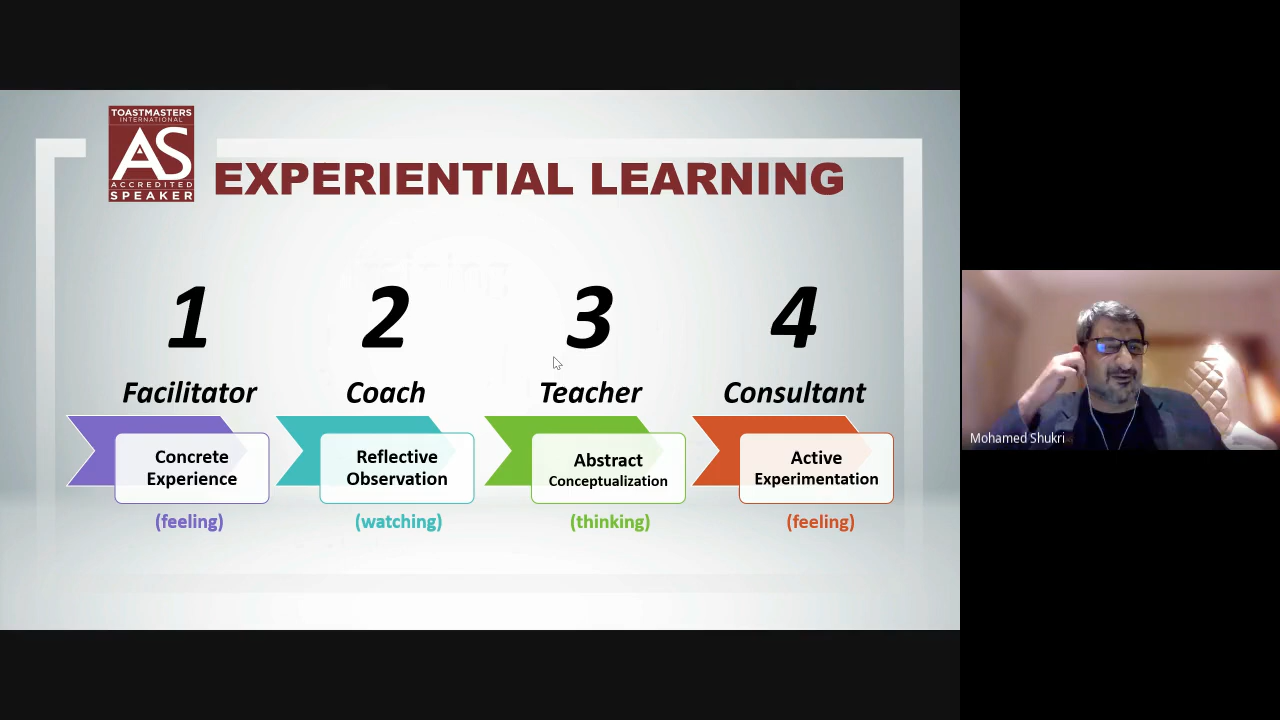 TOASTMASTERS
INTERNATIONAL
AS
ACCREDITED
SPEAKER
EXPERIENTIAL LEARNING
1
2
3
4
Facilitator
Coach
Teacher
Consultant
Concrete
Experience
Reflective
Observation
Abstract
Conceptualization
Active
Experimentation
(feeling)
(watching)
(thinking)
(feeling)
Mohamed Shukri